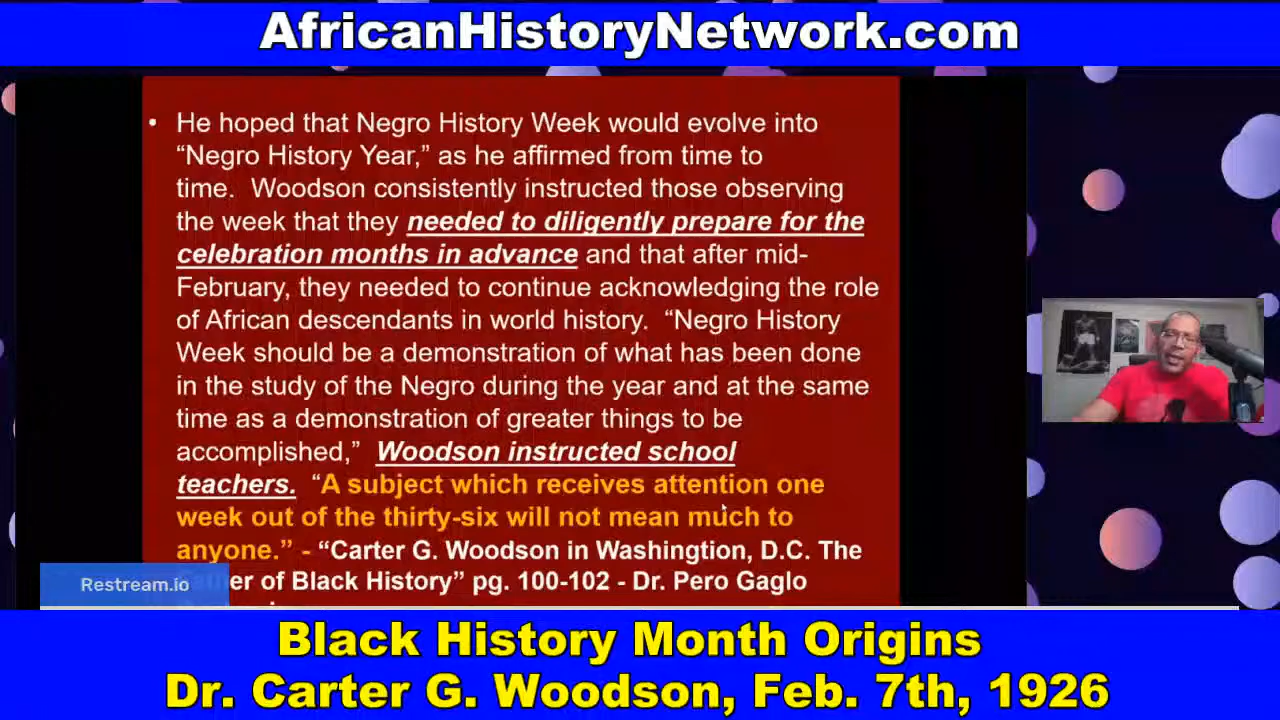 AfricanHistoryNetwork.com
• He hoped that Negro History Week would evolve into
“Negro History Year,” as he affirmed from time to
time. Woodson consistently instructed those observing
the week that they needed to diligently prepare for the
celebration months in advance and that after mid-
February, they needed to continue acknowledging the role
of African descendants in world history. “Negro History
Week should be a demonstration of what has been done
in the study of the Negro during the year and at the same
time as a demonstration of greater things to be
accomplished,” Woodson instructed school
teachers. “A subject which receives attention one
week out of the thirty-six will not mean much to
anyone.” - “Carter G. Woodson in Washingtion, D.C. The
er of Black History” pg. 100-102 - Dr. Pero Gaglo
Restream.io
Black History Month Origins
Dr. Carter G. Woodson, Feb. 7th, 1926